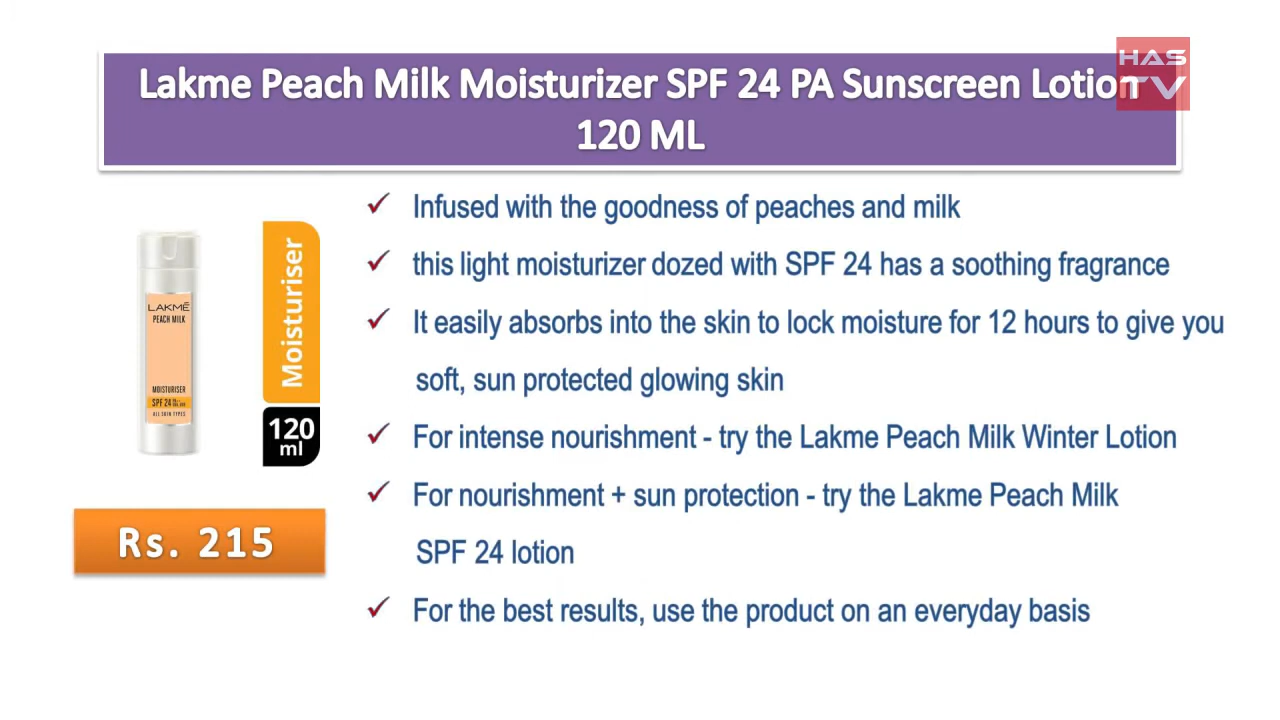 HAS
TV
Lakme Peach Milk Moisturizer SPF 24 PA Sunscreen Lotion
120 ML
Infused with the goodness of peaches and milk
this light moisturizer dozed with SPF 24 has a soothing fragrance
It easily absorbs into the skin to lock moisture for 12 hours to give you
soft, sun protected glowing skin
For intense nourishment - try the Lakme Peach Milk Winter Lotion
For nourishment + sun protection - try the Lakme Peach Milk
SPF 24 lotion
For the best results, use the product on an everyday basis
LAKMĒ
PEACH MILK
MOISTURISER
SPF 24
ALL SKIN TYPES
Moisturiser
120
ml
Rs. 215